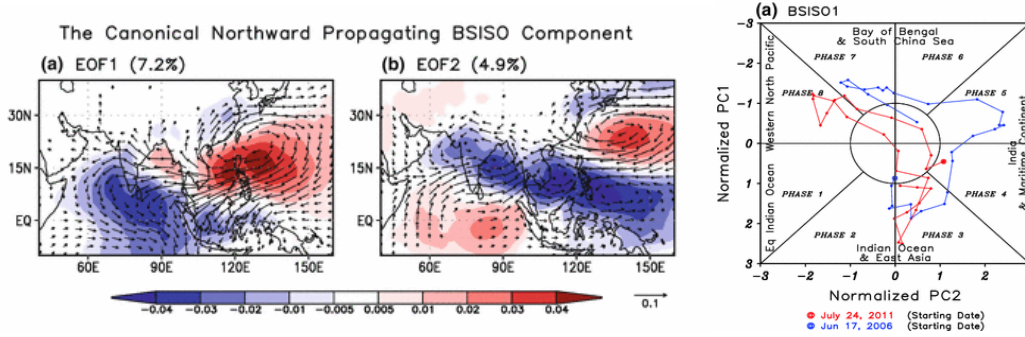 The Canonical Northward Propagating BSISO Component
(a) EOF1 (7.2%)
(b) EOF2 (4.9%)
30N
15N
EQ
60E
90E
120E
150E
30N
15N
EQ
60E
90E
120E
150E
-0.04
-0.03
-0.02
-0.01
-0.005
0.005
0.01
0.02
0.03
0.04
0.1
(a) BSISO1
Normalized PC1
-3
-2
-1
0
1
2
3
Bay of Bengal
& South China Sea
PHASE 7
PHASE 6
PHASE 8
PHASE 5
Western North Pacific
India
& Maritime Continent
Eq Indian Ocean
PHASE 1
PHASE 4
PHASE 2
PHASE 3
Indian Ocean
& East Asia
-3
-2
-1
0
1
2
Normalized PC2
July 24, 2011 (Starting Date)
Jun 17, 2006 (Starting Date)